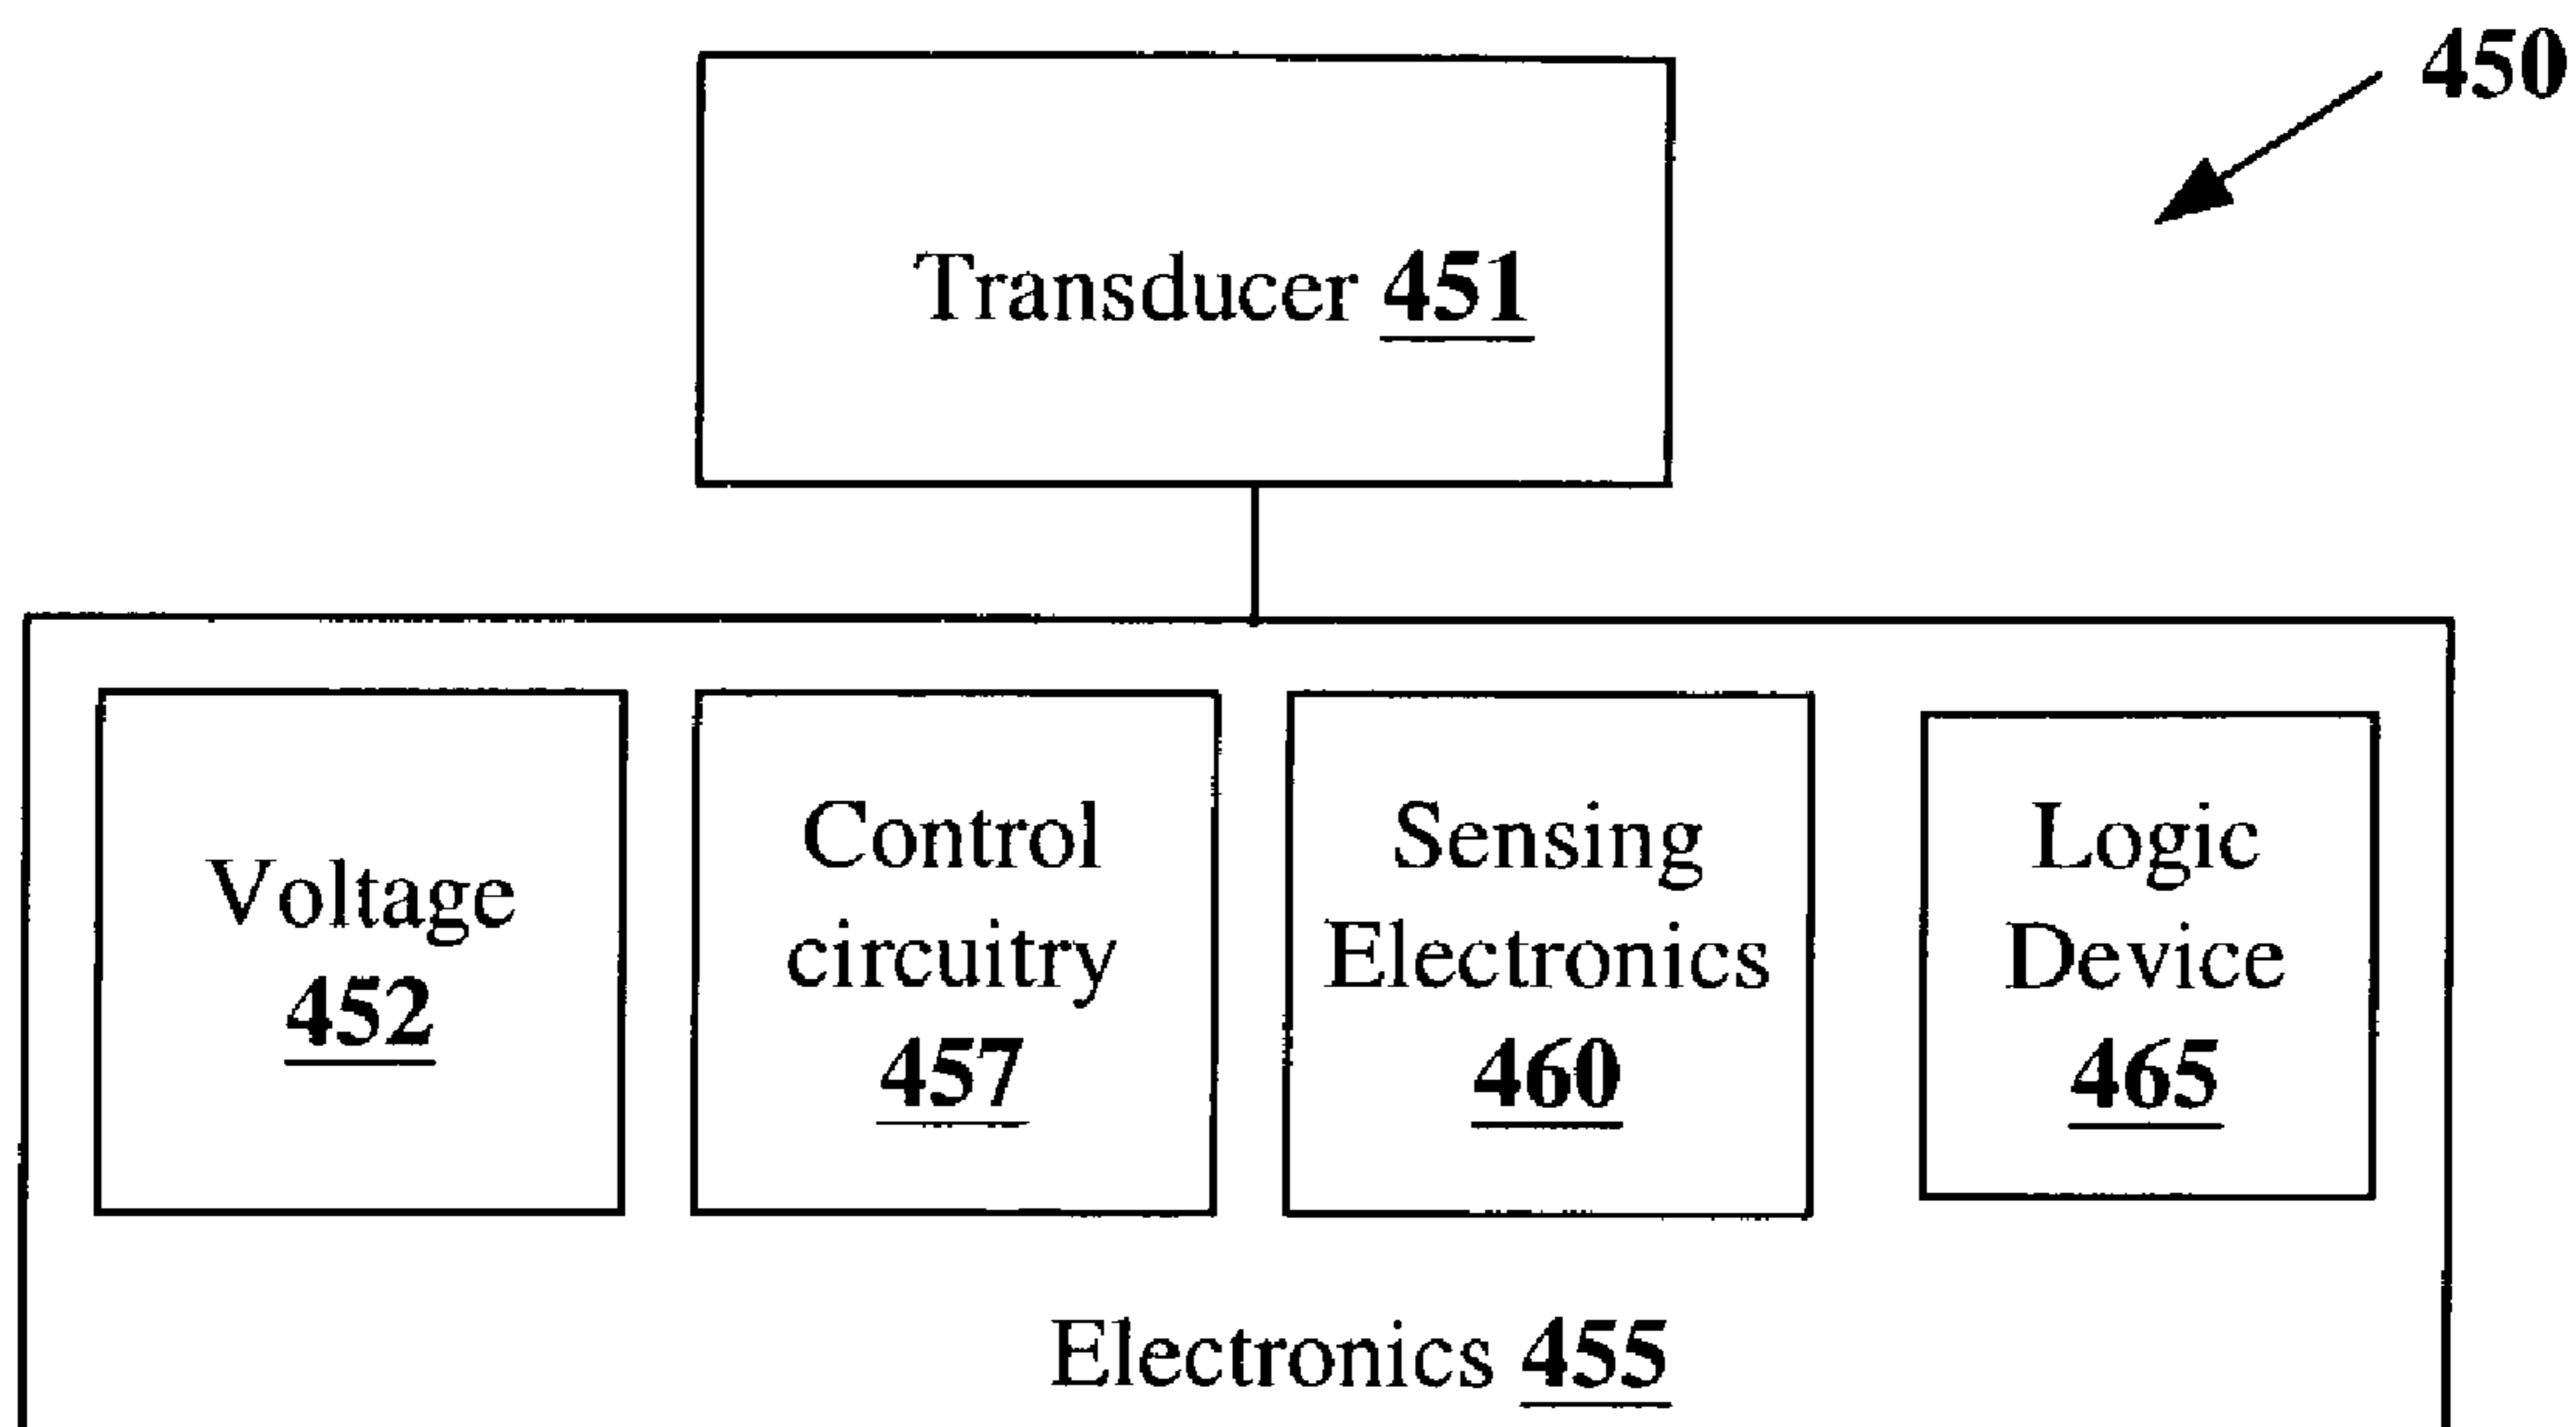 450
Transducer 451
Voltage
452
Control
circuitry
457
Sensing
Electronics
460
Logic
Device
465
Electronics 455